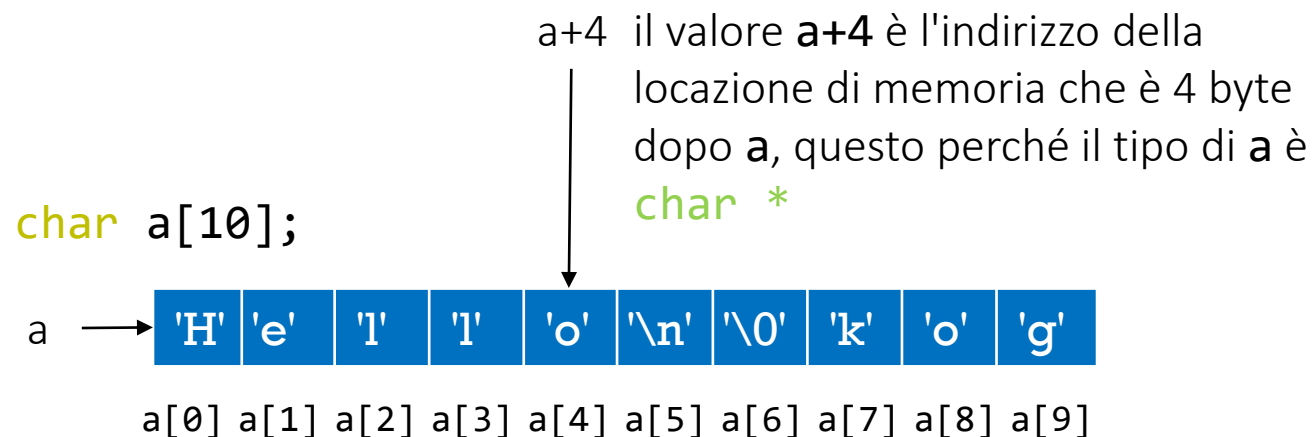 a+4 il valore a+4 è l'indirizzo della
locazione di memoria che è 4 byte
dopo a, questo perché il tipo di a è
char *
char a[10];
a 'H' 'e' 'l' 'l' 'o' '\n' '\0' 'k' 'o' 'g'
a[0] a[1] a[2] a[3] a[4] a[5] a[6] a[7] a[8] a[9]